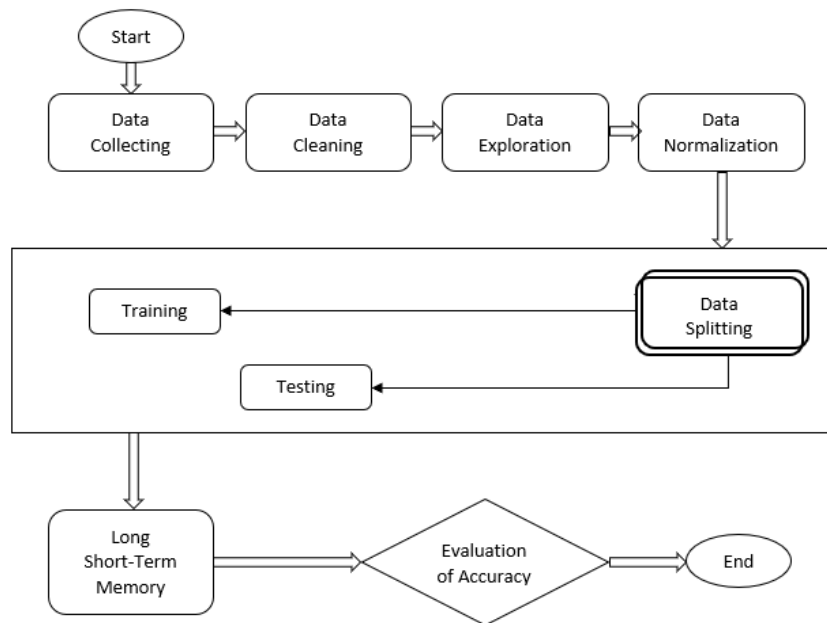 Start
Data
Collecting
Data
Cleaning
Data
Exploration
Data
Normalization
Training
Data
Splitting
Testing
Long
Short-Term
Memory
Evaluation
of Accuracy
End